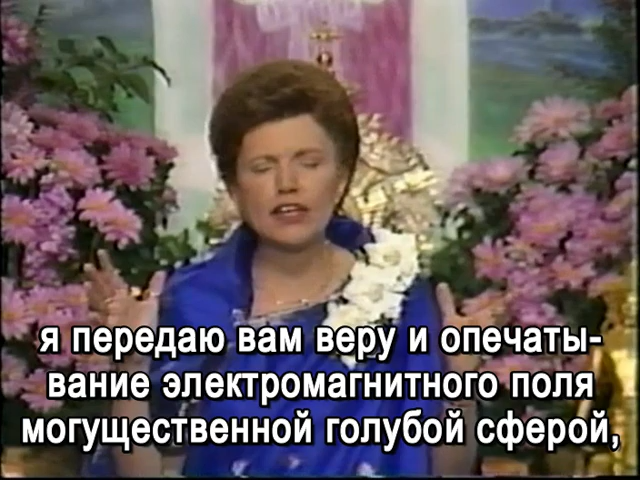 я передаю вам веру и опечаты-
вание электромагнитного поля
могущественной голубой сферой,